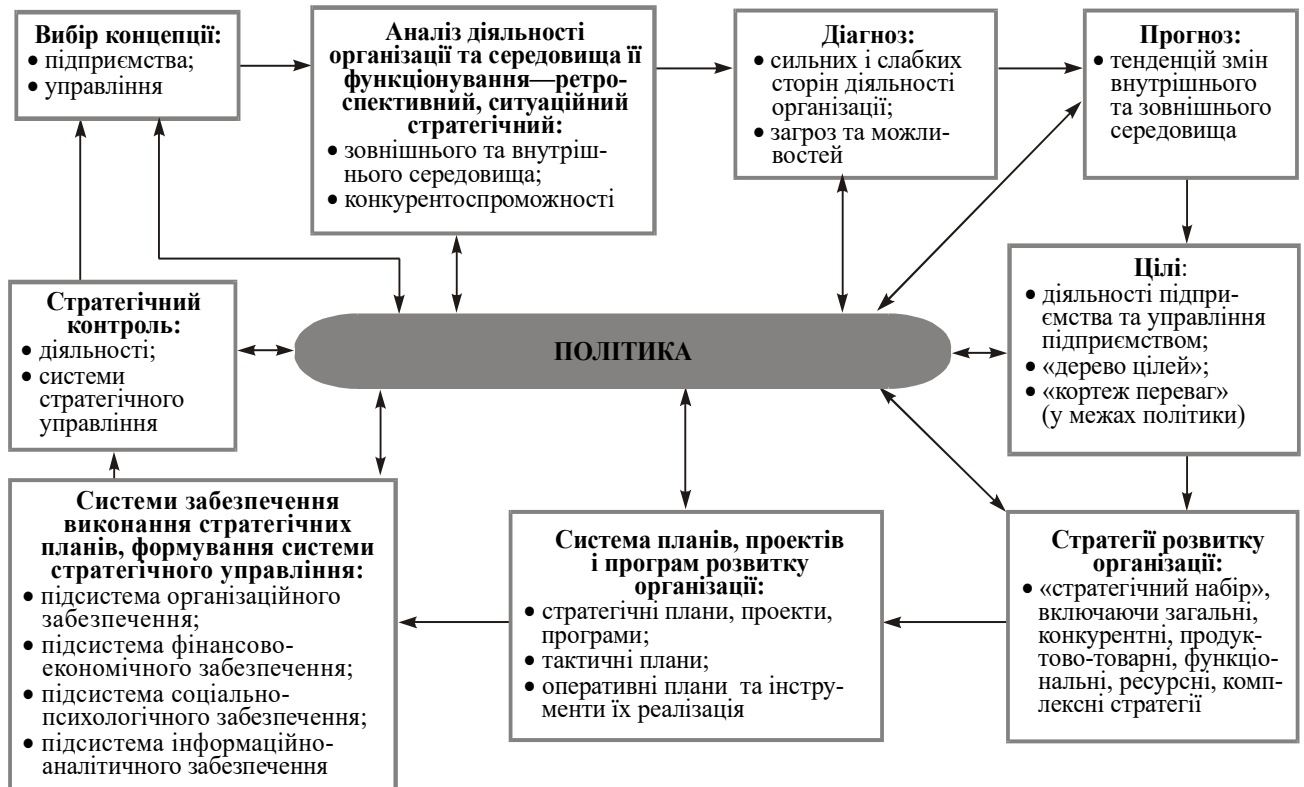 Вибір концепції:
• підприємства;
• управління
Аналіз діяльності
організації та середовища її
функціонування—ретро-
спективний, ситуаційний
стратегічний:
• зовнішнього та внутріш-
нього середовища;
• конкурентоспроможності
Діагноз:
• сильних і слабких
сторін діяльності
організації;
• загроз та можли-
востей
Прогноз:
• тенденцій змін
внутрішнього
та зовнішнього
середовища
Стратегічний
контроль:
• діяльності;
• системи
стратегічного
управління
ПОЛІТИКА
Цілі:
• діяльності підпри-
ємства та управління
підприємством;
• «дерево цілей»;
• «кортеж переваг»
(у межах політики)
Системи забезпечення
виконання стратегічних
планів, формування системи
стратегічного управління:
• підсистема організаційного
забезпечення;
• підсистема фінансово-
економічного забезпечення;
• підсистема соціально-
психологічного забезпечення;
• підсистема інформаційно-
аналітичного забезпечення
Система планів, проектів
і програм розвитку
організації:
• стратегічні плани, проекти,
програми;
• тактичні плани;
• оперативні плани та інстру-
менти їх реалізація
Стратегії розвитку
організації:
• «стратегічний набір»,
включаючи загальні,
конкурентні, продук-
тово-товарні, функціо-
нальні, ресурсні, комп-
лексні стратегії